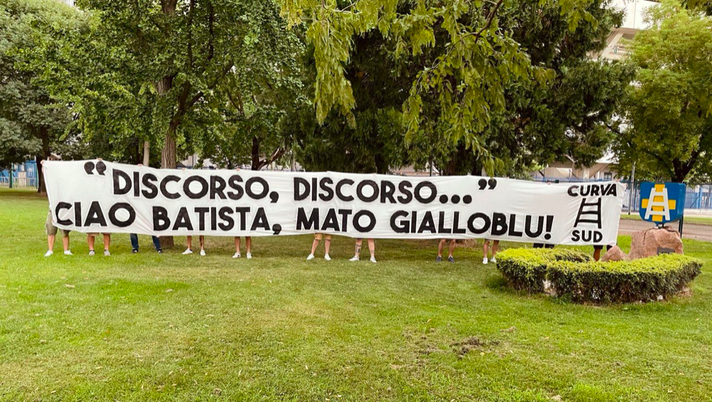 "DISCORSO, DISCORSO..."
CIAO BATISTA, MATO GIALLOBLU!
CURVA
SUD